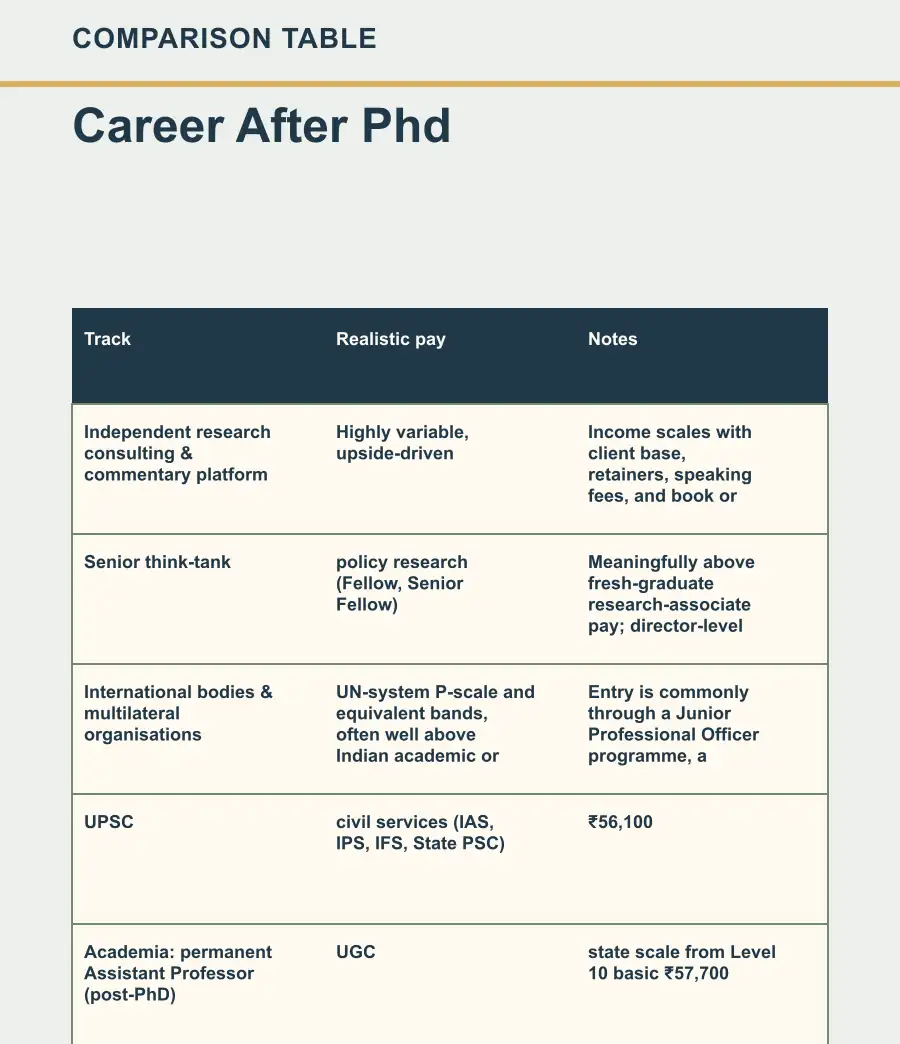 COMPARISON TABLE
Career After Phd
Track
Realistic pay
Notes
Independent research
consulting &
commentary platform
Highly variable,
upside-driven
Income scales with
client base,
retainers, speaking
fees, and book or
Senior think-tank
policy research
(Fellow, Senior
Fellow)
Meaningfully above
fresh-graduate
research-associate
pay; director-level
International bodies &
multilateral
organisations
UN-system P-scale and
equivalent bands,
often well above
Indian academic or
Entry is commonly
through a Junior
Professional Officer
programme, a
UPSC
civil services (IAS,
IPS, IFS, State PSC)
₹56,100
Academia: permanent
Assistant Professor
(post-PhD)
UGC
state scale from Level
10 basic ₹57,700